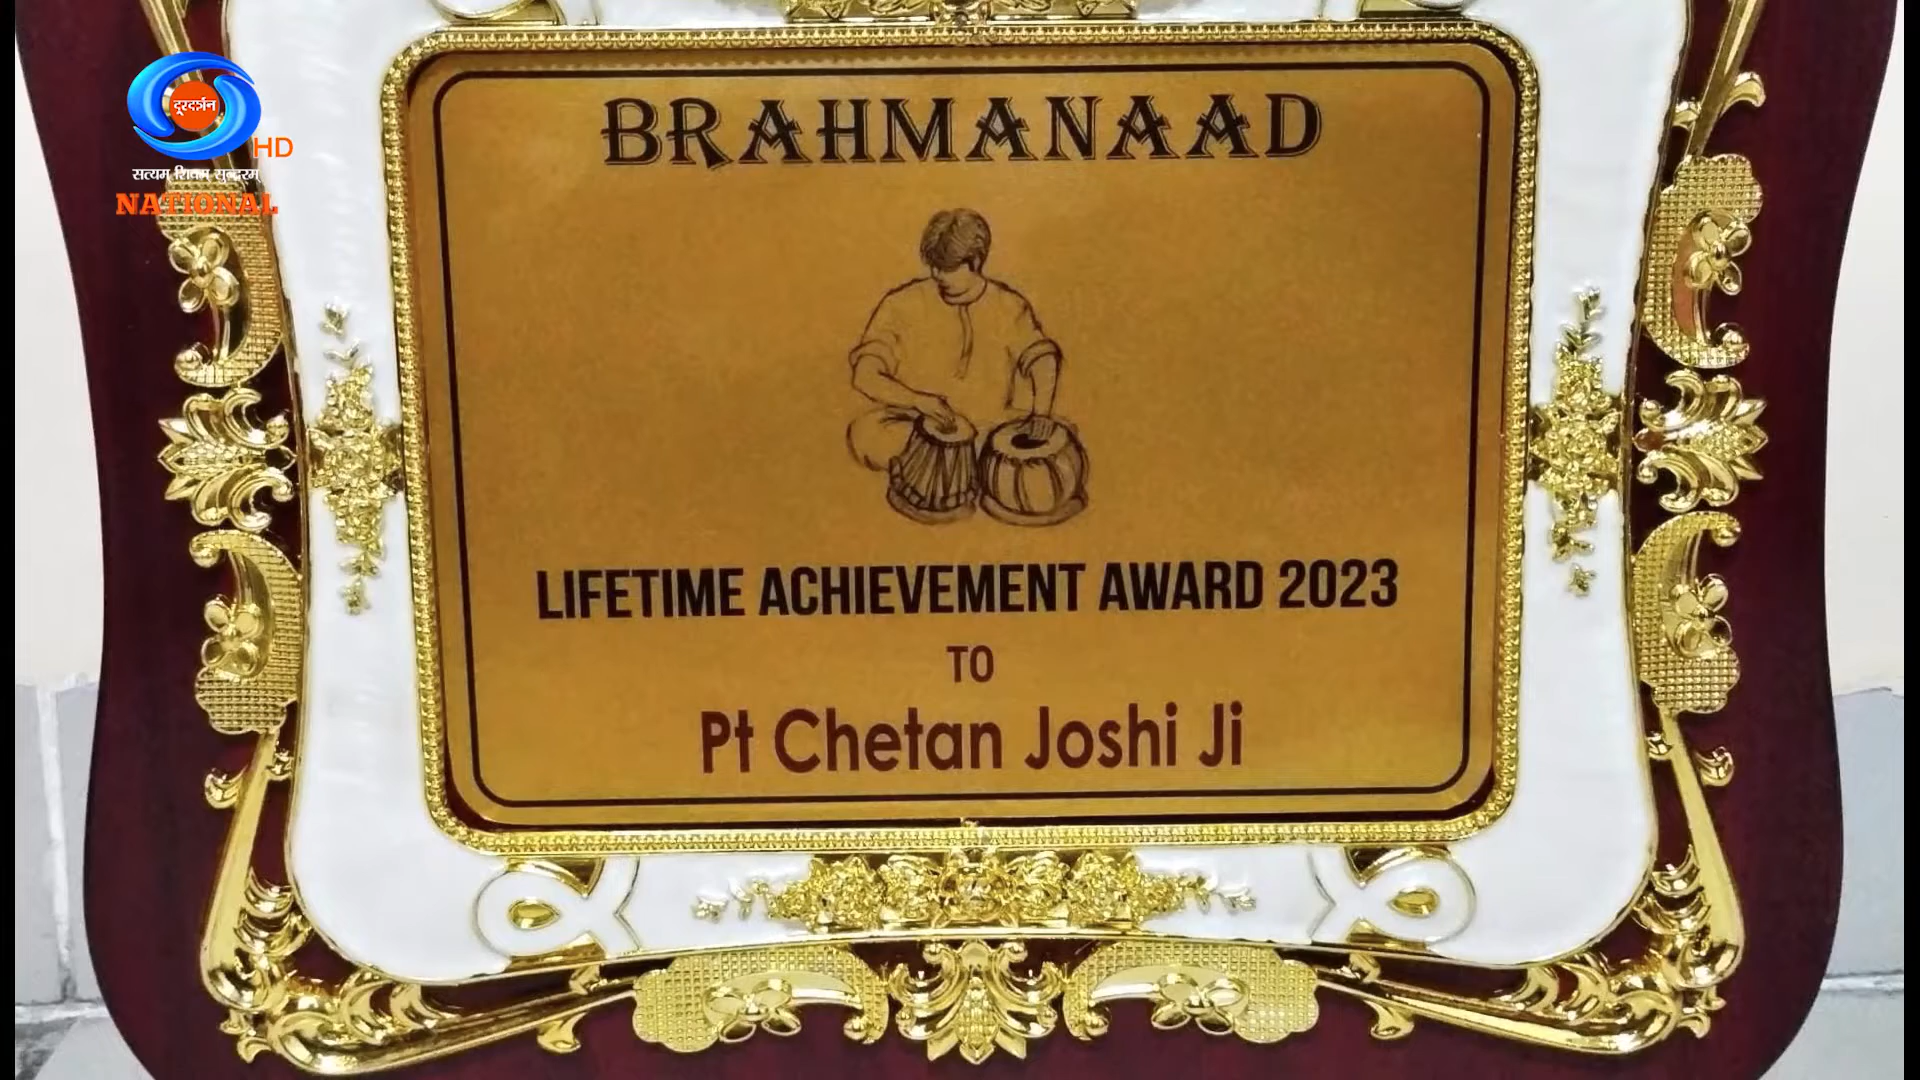 दूरदर्शन
HD
सत्यम् शिवम् सुन्दरम्
NATIONAL
BRAHMANAAD
LIFETIME ACHIEVEMENT AWARD 2023
TO
Pt Chetan Joshi Ji